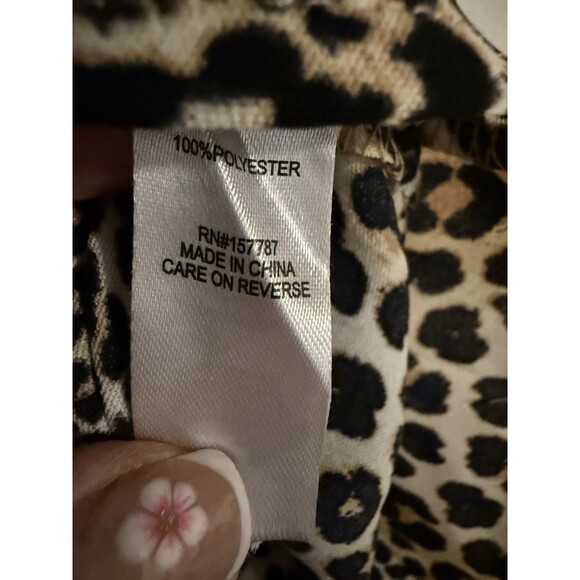 100%POLYESTER
RN#157787
MADE IN CHINA
CARE ON REVERSE